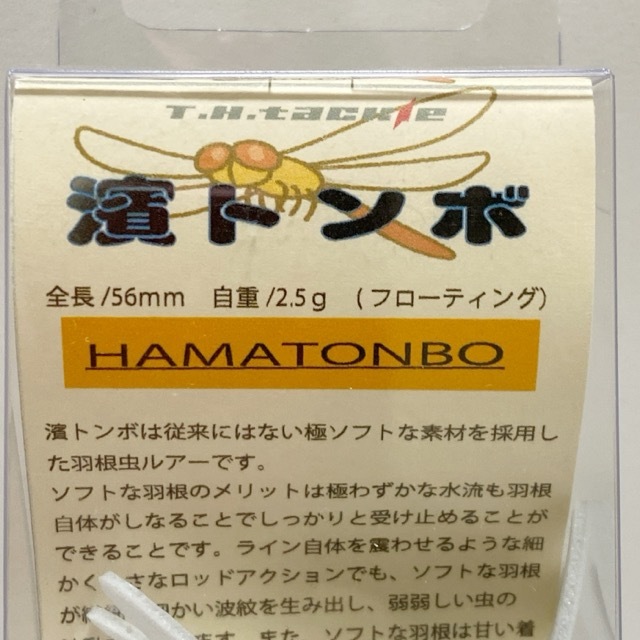 T.H.tackle
濱トンボ
全長/56mm 自重/2.5g (フローティング)
HAMATONBO
濱トンボは従来にはない極ソフトな素材を採用し
た羽根虫ルアーです。
ソフトな羽根のメリットは極わずかな水流も羽根
自体がしなることでしっかりと受け止めることが
できることです。ライン自体を震わせるような細
かく さなロッドアクションでも、ソフトな羽根
が 細かい波紋を生み出し、弱弱しい虫の
ます。また、ソフトな羽根は甘い着